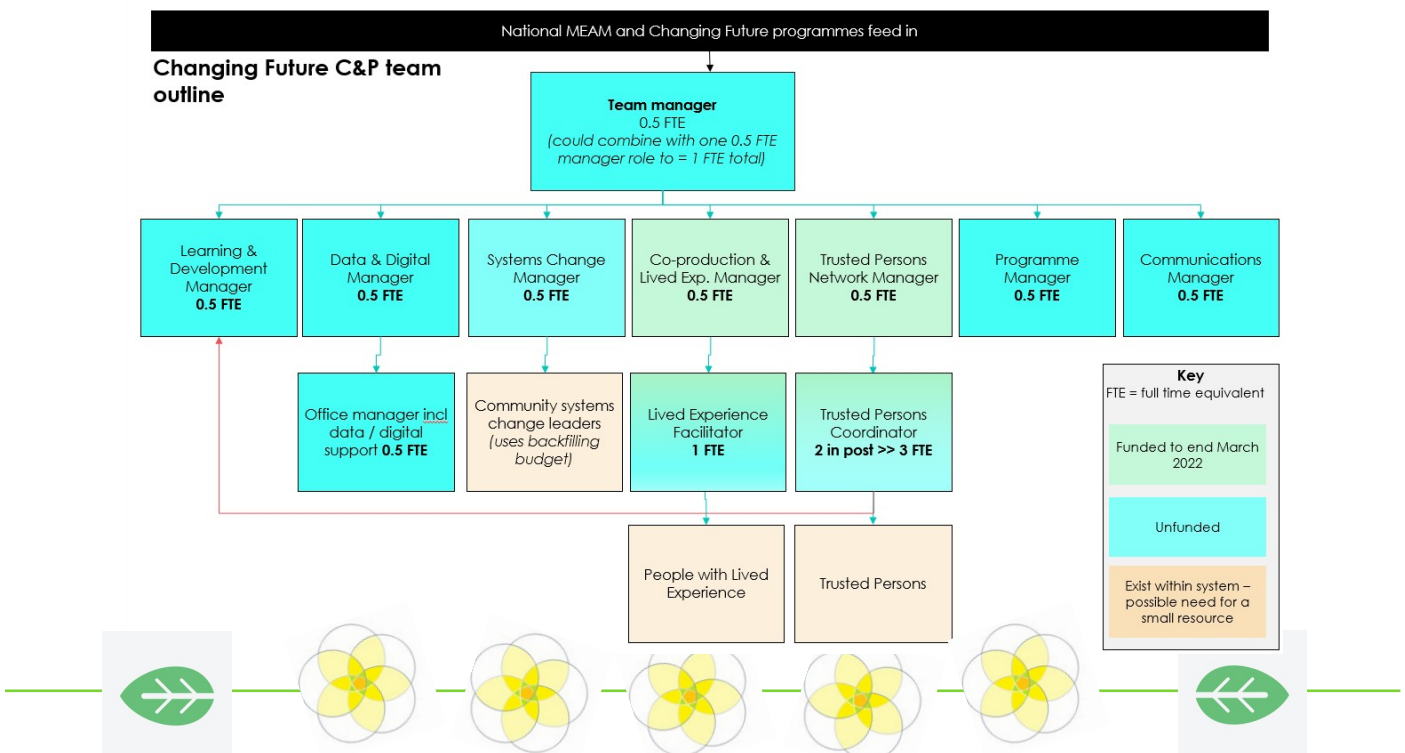 National MEAM and Changing Future programmes feed in
Changing Future C&P team
outline
Team manager
0.5 FTE
(could combine with one 0.5 FTE
manager role to = 1 FTE total)
Learning &
Development
Manager
0.5 FTE
Data & Digital
Manager
0.5 FTE
Systems Change
Manager
0.5 FTE
Co-production &
Lived Exp. Manager
0.5 FTE
Trusted Persons
Network Manager
0.5 FTE
Programme
Manager
0.5 FTE
Communications
Manager
0.5 FTE
Office manager incl
data / digital
support 0.5 FTE
Community systems
change leaders
(uses backfilling
budget)
Lived Experience
Facilitator
1 FTE
Trusted Persons
Coordinator
2 in post >> 3 FTE
People with Lived
Experience
Trusted Persons
Key
FTE = full time equivalent
Funded to end March
2022
Unfunded
Exist within system –
possible need for a
small resource